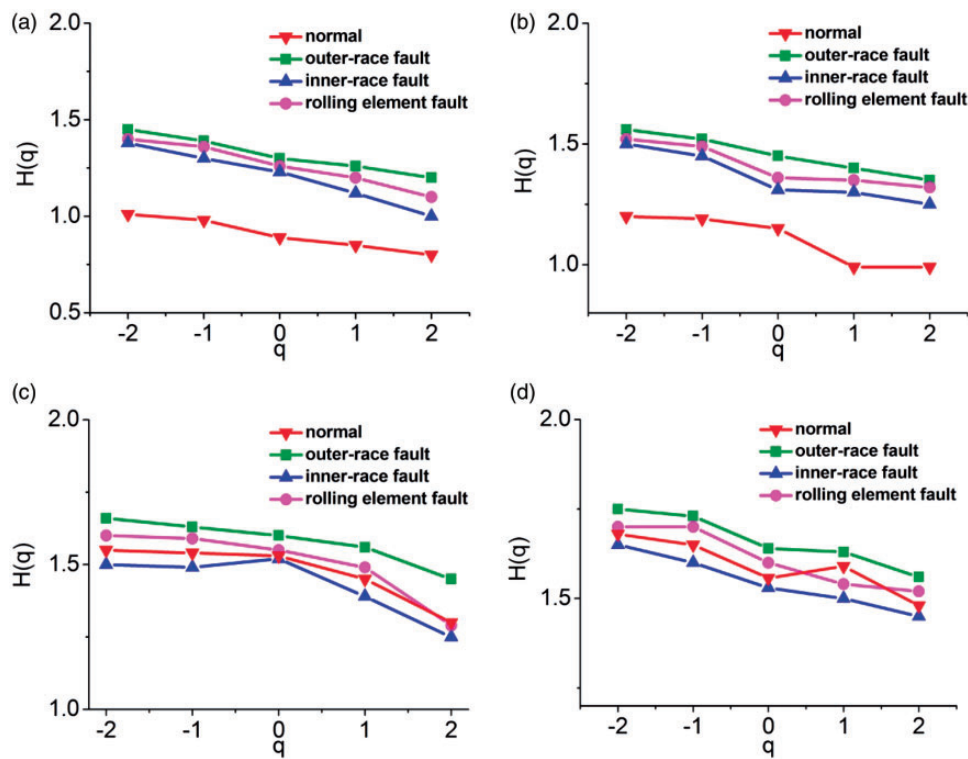 (a)
2.0
1.5
1.0
0.5
H(q)
normal
outer-race fault
inner-race fault
rolling element fault
-2 -1 0 1 2
q
(b)
2.0
1.5
1.0
H(q)
normal
outer-race fault
inner-race fault
rolling element fault
-2 -1 0 1 2
q
(c)
2.0
1.5
1.0
H(q)
normal
outer-race fault
inner-race fault
rolling element fault
-2 -1 0 1 2
q
(d)
2.0
1.5
H(q)
normal
outer-race fault
inner-race fault
rolling element fault
-2 -1 0 1 2
q